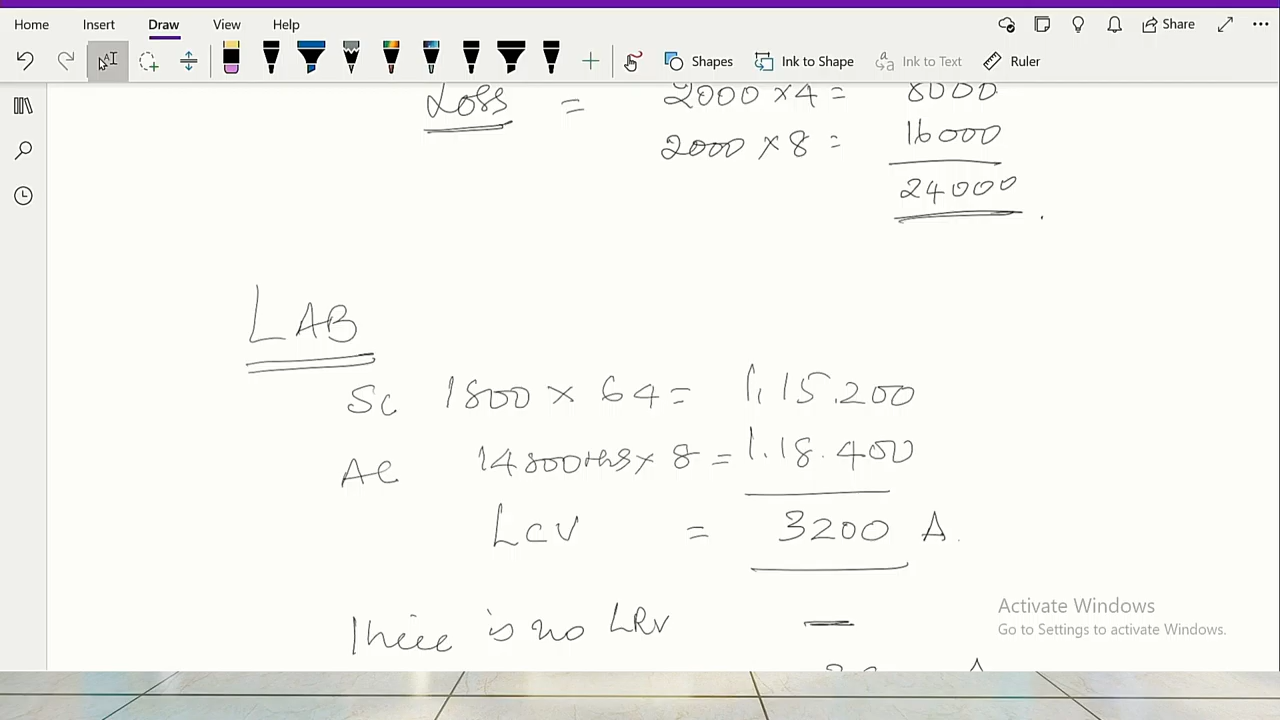 Home Insert Draw View Help Share
Shapes Ink to Shape Ink to Text Ruler
Loss = 2000 × 4 = 8000
2000 × 8 = 16000
24000
LAB
SC 1800 × 64 = 1,15,200
AC 14800 hrs × 8 = 1,18,400
LCV = 3200 A.
There is no LRV —
Activate Windows
Go to Settings to activate Windows.